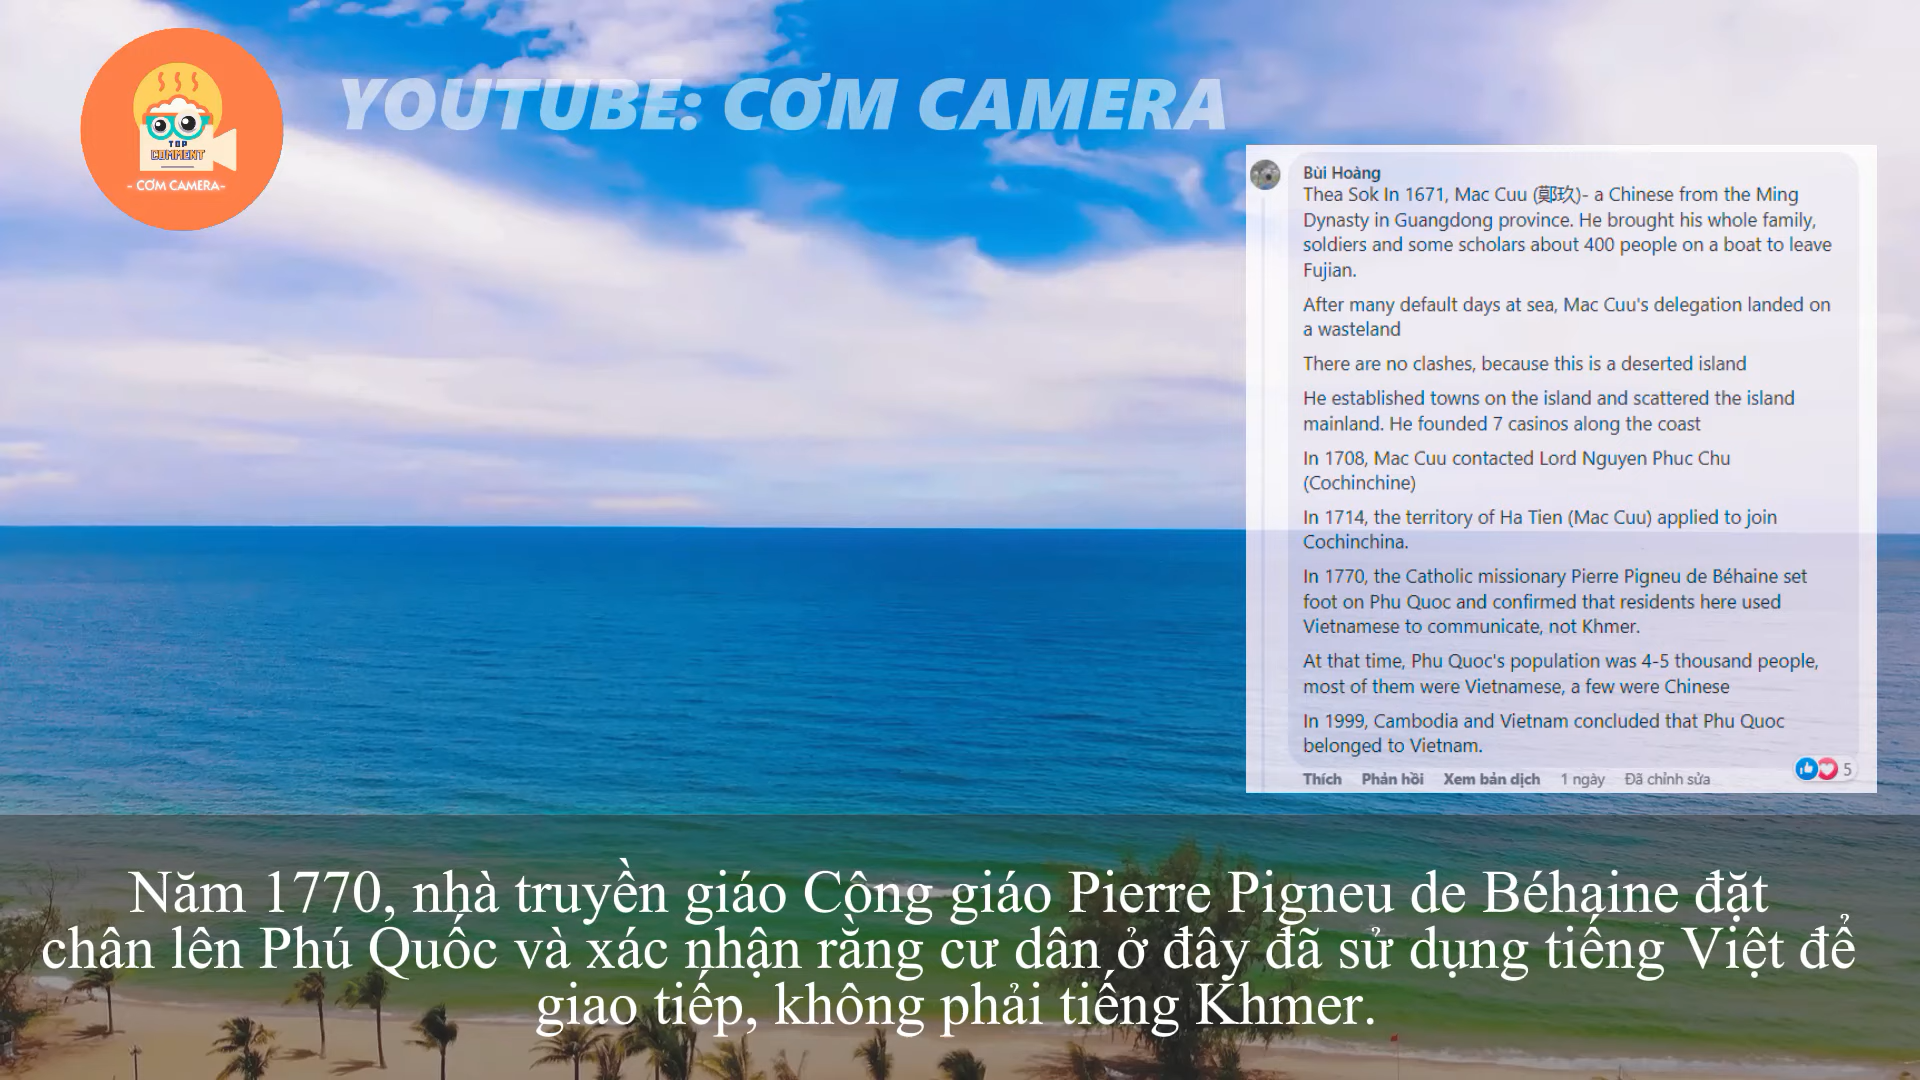 YOUTUBE: CƠM CAMERA
TOP
COMMENT
- CƠM CAMERA-
Bùi Hoảng
Thea Sok In 1671, Mac Cuu (鄚玖)- a Chinese from the Ming
Dynasty in Guangdong province. He brought his whole family,
soldiers and some scholars about 400 people on a boat to leave
Fujian.
After many default days at sea, Mac Cuu's delegation landed on
a wasteland
There are no clashes, because this is a deserted island
He established towns on the island and scattered the island
mainland. He founded 7 casinos along the coast
In 1708, Mac Cuu contacted Lord Nguyen Phuc Chu
(Cochinchine)
In 1714, the territory of Ha Tien (Mac Cuu) applied to join
Cochinchina.
In 1770, the Catholic missionary Pierre Pigneu de Béhaine set
foot on Phu Quoc and confirmed that residents here used
Vietnamese to communicate, not Khmer.
At that time, Phu Quoc's population was 4-5 thousand people,
most of them were Vietnamese, a few were Chinese
In 1999, Cambodia and Vietnam concluded that Phu Quoc
belonged to Vietnam.
Thích Phản hồi Xem bản dịch 1 ngày Đã chỉnh sửa 5
Năm 1770, nhà truyền giáo Công giáo Pierre Pigneu de Béhaine đặt
chân lên Phú Quốc và xác nhận rằng cư dân ở đây đã sử dụng tiếng Việt để
giao tiếp, không phải tiếng Khmer.